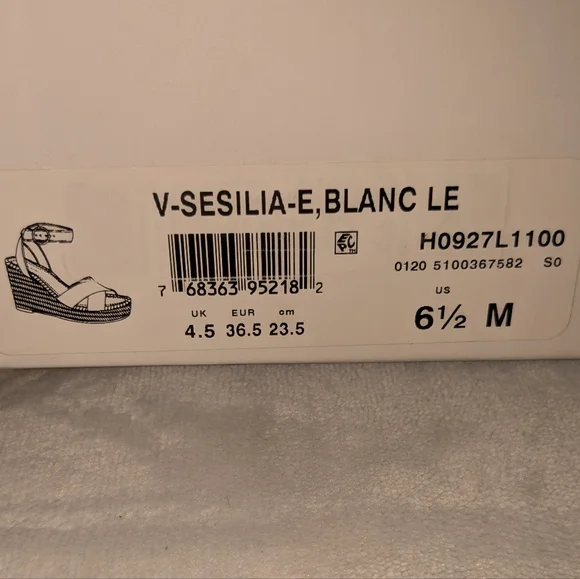 V-SESILIA-E,BLANC LE
H0927L1100
0120 5100367582 S0
7 68363 95218 2
UK EUR cm
4.5 36.5 23.5
US
6½ M